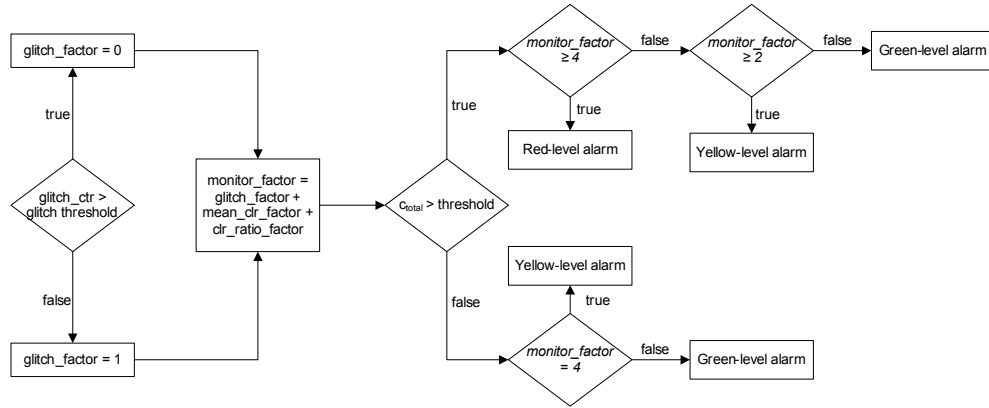 glitch_factor = 0
true
glitch_ctr >
glitch threshold
false
glitch_factor = 1
monitor_factor =
glitch_factor +
mean_clr_factor +
clr_ratio_factor
c_total > threshold
true
false
monitor_factor
≥ 4
false
true
Red-level alarm
monitor_factor
≥ 2
false
true
Yellow-level alarm
Green-level alarm
Yellow-level alarm
true
monitor_factor
= 4
false
Green-level alarm